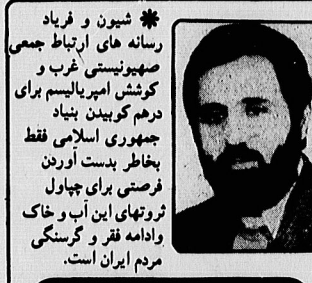 ✱ شیون و فریاد
رسانه های ارتباط جمعی
صهیونیستی غرب و
کوشش امپریالیسم برای
درهم کوبیدن بنیاد
جمهوری اسلامی فقط
بخاطر بدست آوردن
فرصتی برای چپاول
ثروتهای این آب و خاک
وادامه فقر و گرسنگی
مردم ایران است.